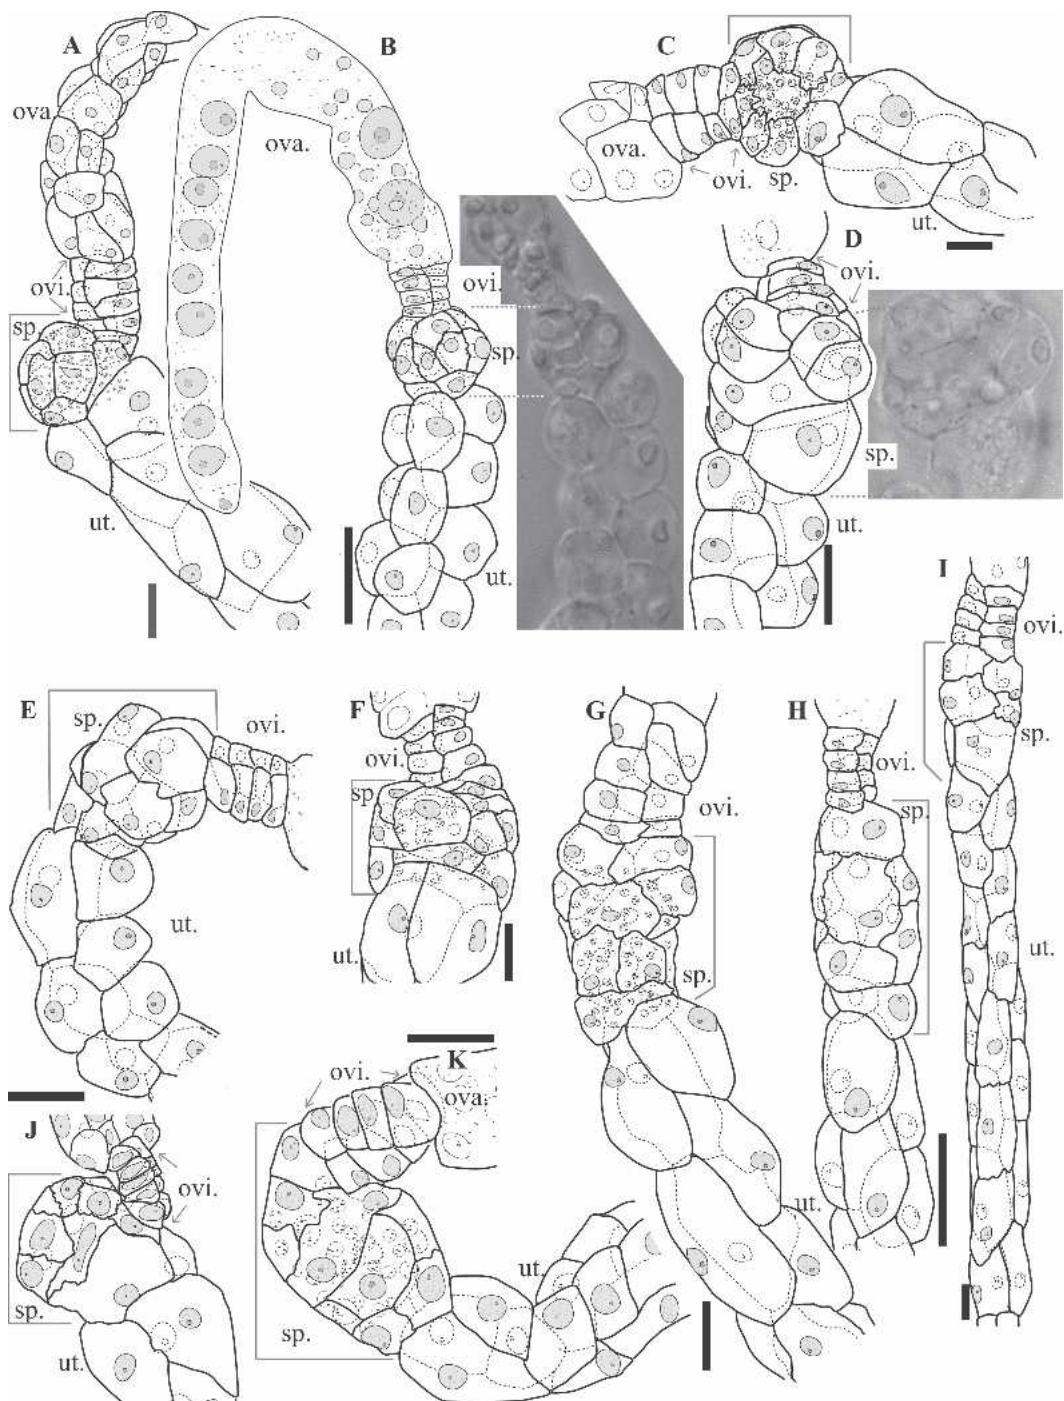 A
B
C
ova.
ova.
ova.
ovi.
sp.
ut.
D
ovi.
ovi.
ovi.
sp.
sp.
sp.
ut.
ut.
ut.
I
ovi.
sp.
ut.
E
sp.
ovi.
ut.
F
ovi.
sp.
ut.
G
ovi.
sp.
ut.
H
ovi.
sp.
J
ovi.
sp.
ut.
K
ovi.
ova.
ut.
sp.